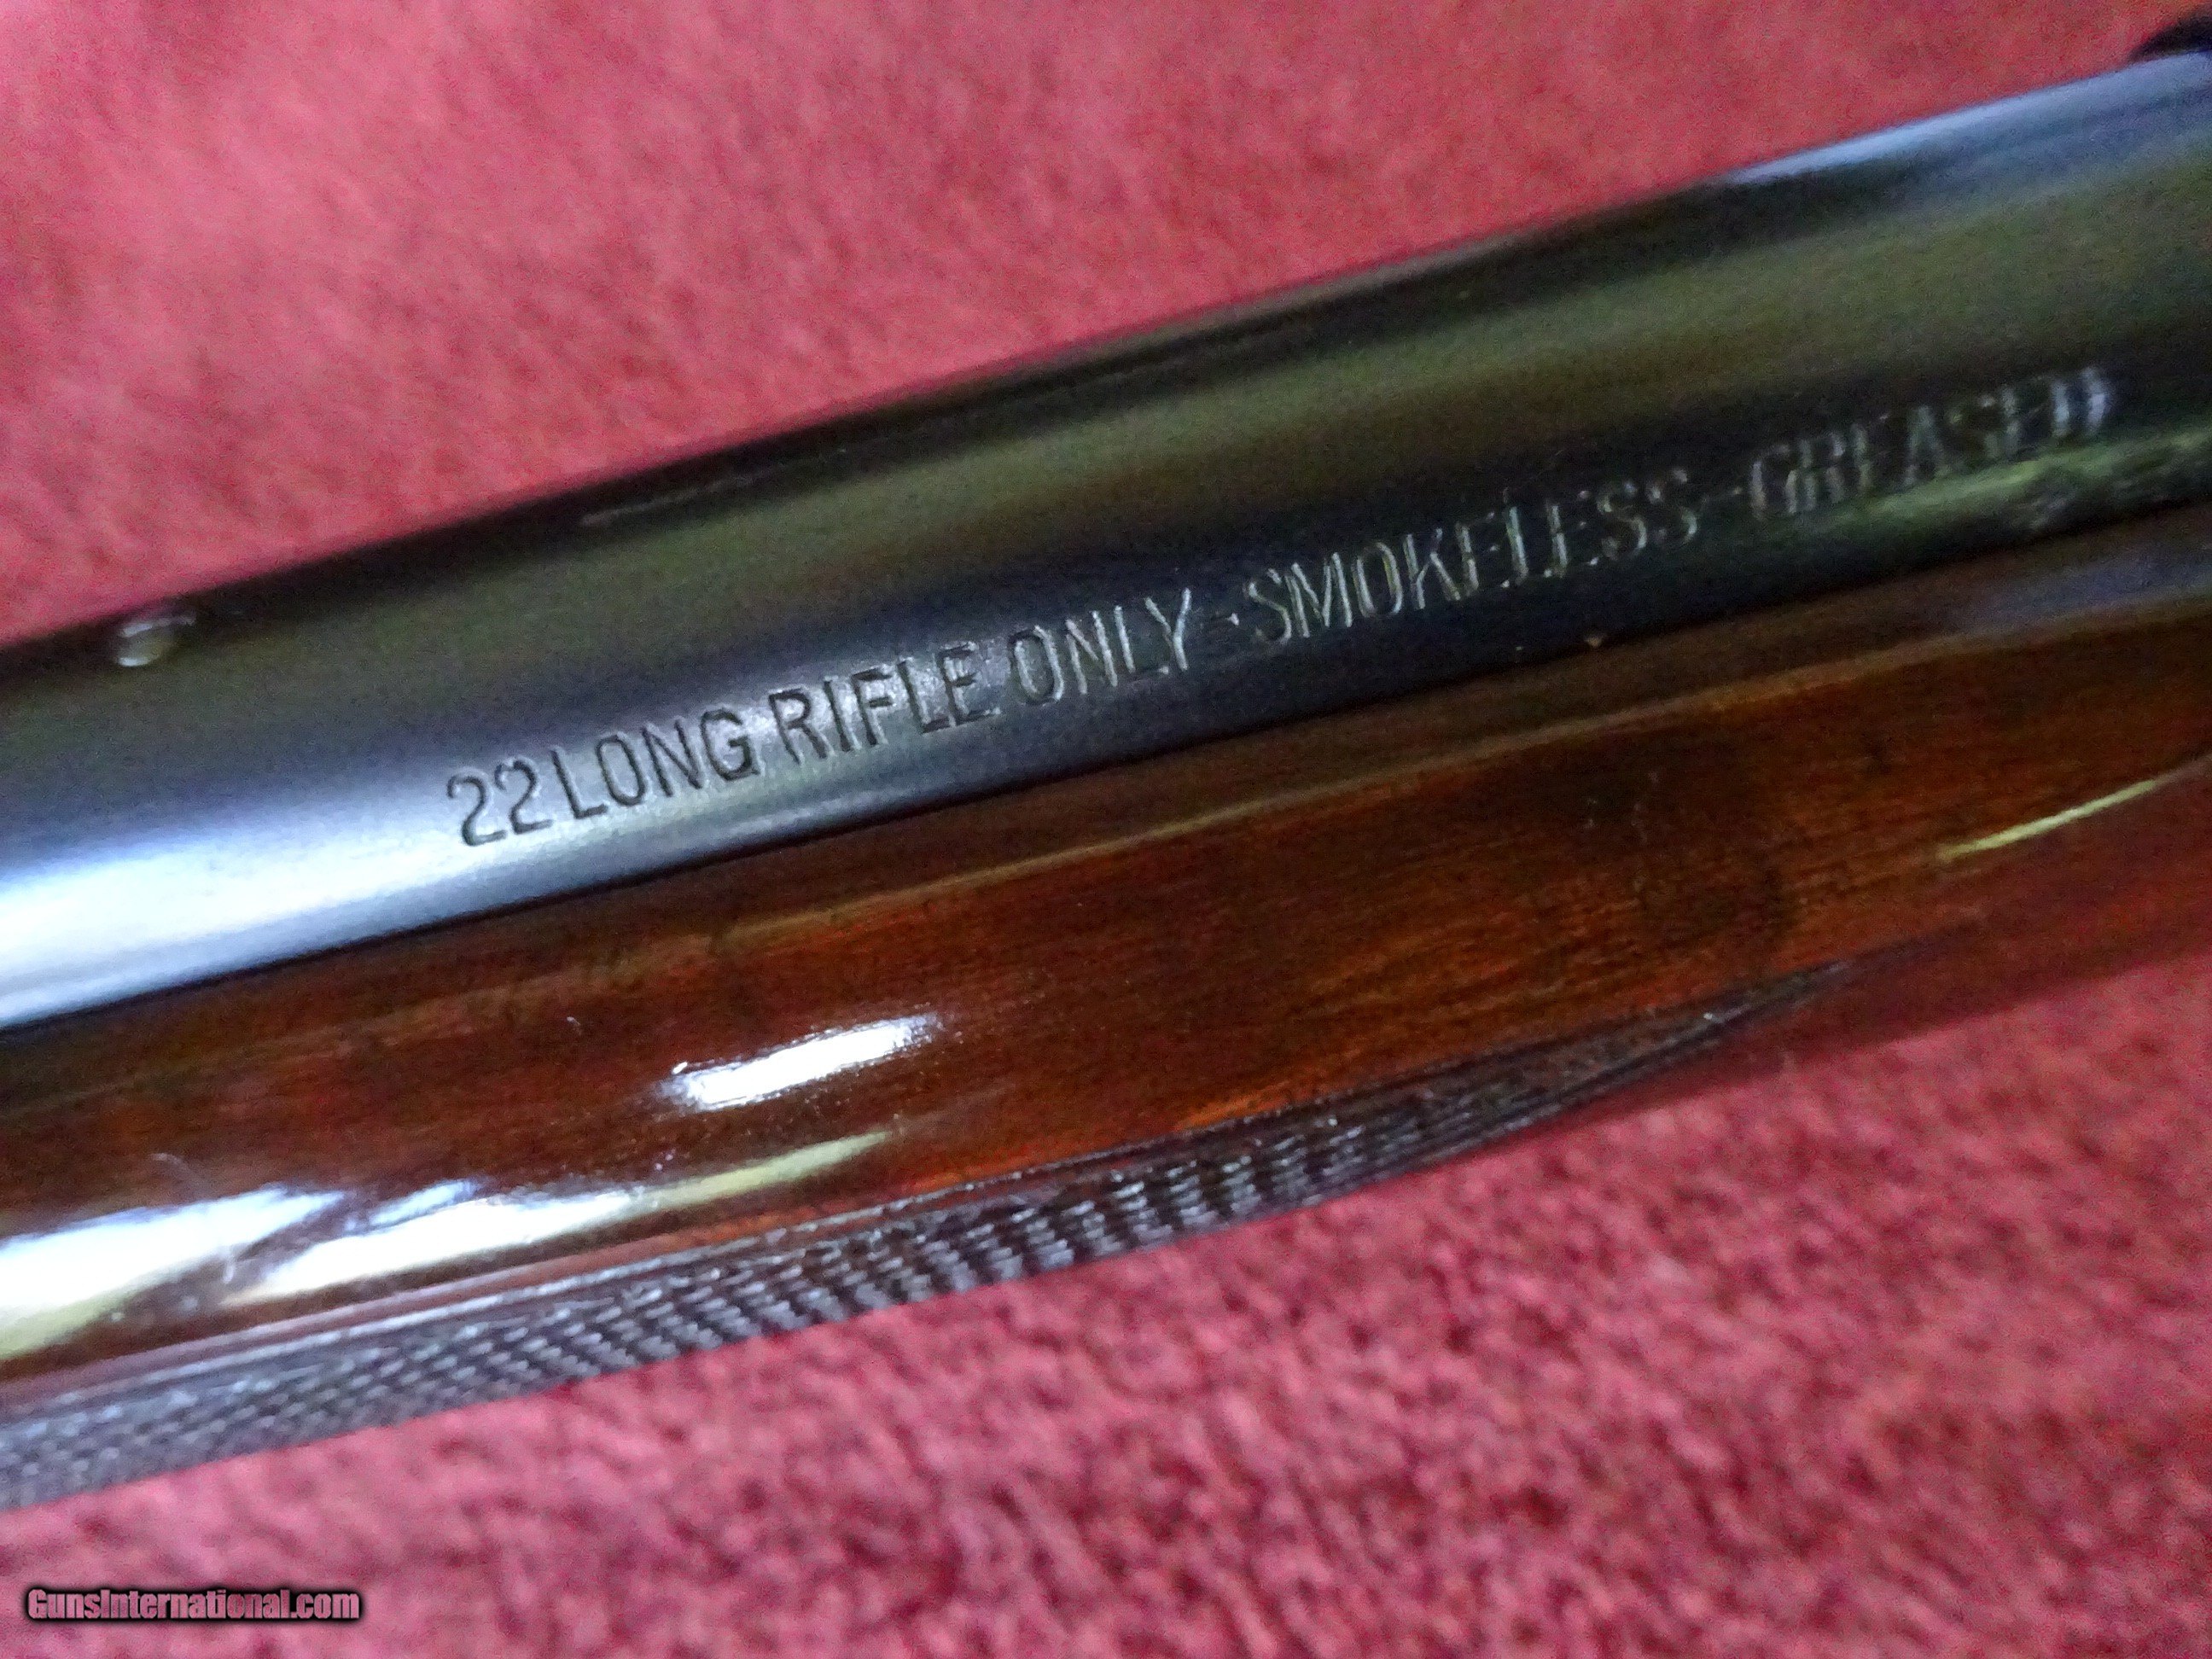 22 LONG RIFLE ONLY-SMOKELESS-GREASED
GunsInternational.com